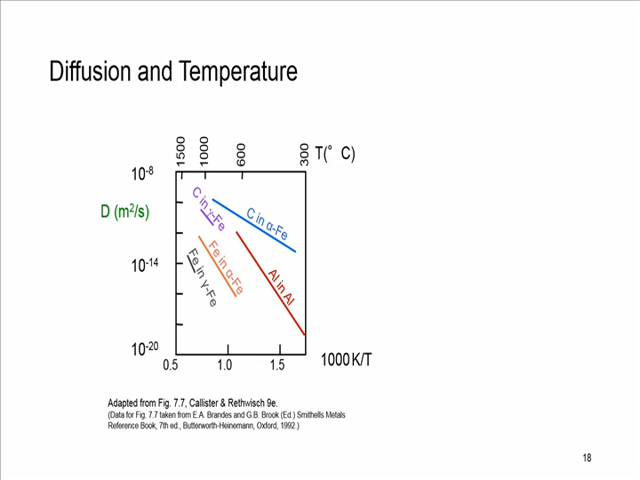 Diffusion and Temperature
1500
1000
600
300
T(° C)
10-8
D (m2/s)
C in γ-Fe
C in α-Fe
10-14
Fe in γ-Fe
Fe in α-Fe
Al in Al
10-20
0.5 1.0 1.5 1000 K/T
Adapted from Fig. 7.7, Callister & Rethwisch 9e.
(Data for Fig. 7.7 taken from E.A. Brandes and G.B. Brook (Ed.) Smithells Metals
Reference Book, 7th ed., Butterworth-Heinemann, Oxford, 1992.)
18